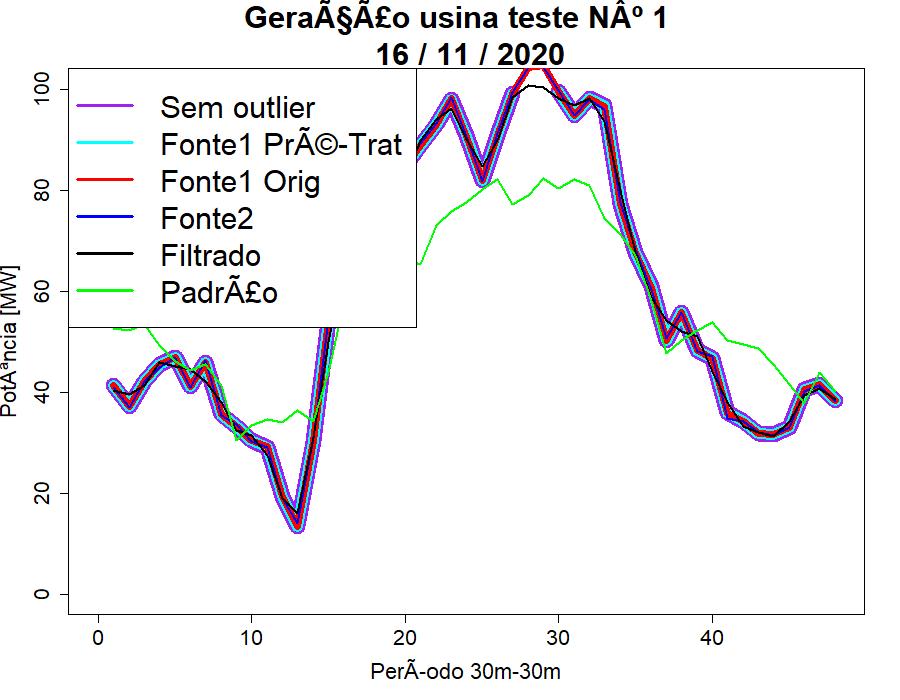 GeraÃ§Ã£o usina teste NÂº 1
16 / 11 / 2020
Sem outlier
Fonte1 PrÃ©-Trat
Fonte1 Orig
Fonte2
Filtrado
PadrÃ£o
PotÃªncia [MW]
100
80
60
40
20
0
0 10 20 30 40
PerÃ-odo 30m-30m